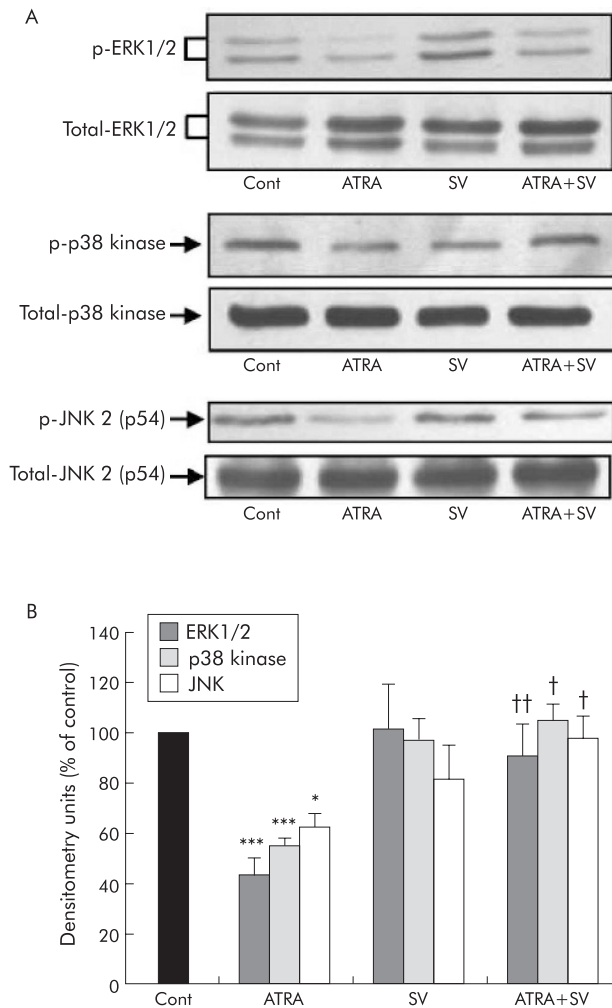 A
p-ERK1/2
Total-ERK1/2
Cont ATRA SV ATRA+SV
p-p38 kinase
Total-p38 kinase
Cont ATRA SV ATRA+SV
p-JNK 2 (p54)
Total-JNK 2 (p54)
Cont ATRA SV ATRA+SV
B
Densitometry units (% of control)
140
120
100
80
60
40
20
0
ERK1/2
p38 kinase
JNK
*** *** *
†† † †
Cont ATRA SV ATRA+SV